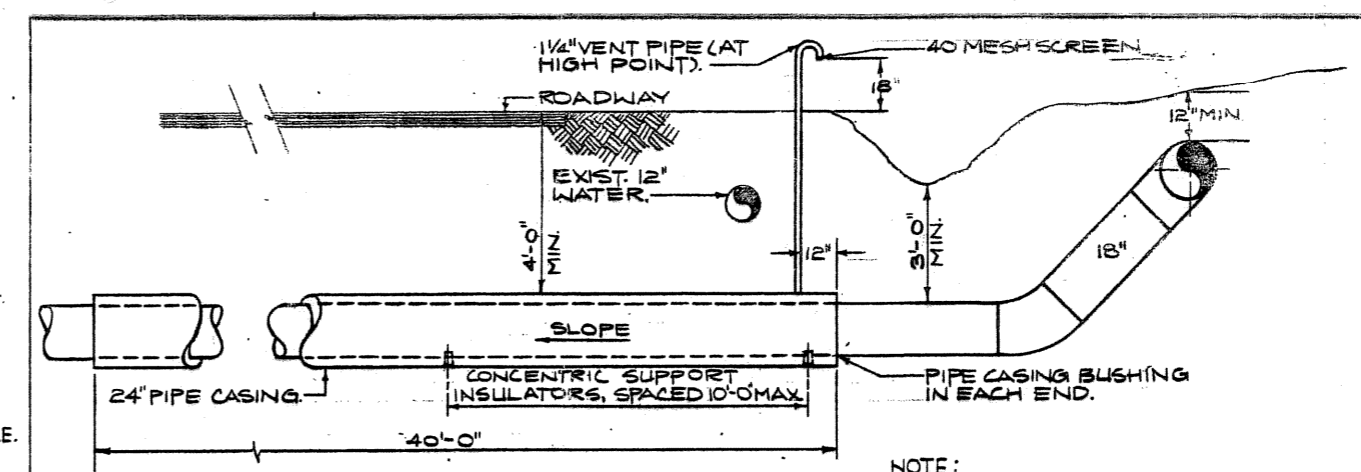 1¼" VENT PIPE (AT
HIGH POINT).
40 MESH SCREEN
18"
ROADWAY
12" MIN.
EXIST. 12"
WATER.
4'-0"
MIN.
12"
3'-0"
MIN.
18"
SLOPE
24" PIPE CASING.
CONCENTRIC SUPPORT
INSULATORS, SPACED 10'-0" MAX
PIPE CASING BUSHING
IN EACH END.
E.
40'-0"
NOTE: